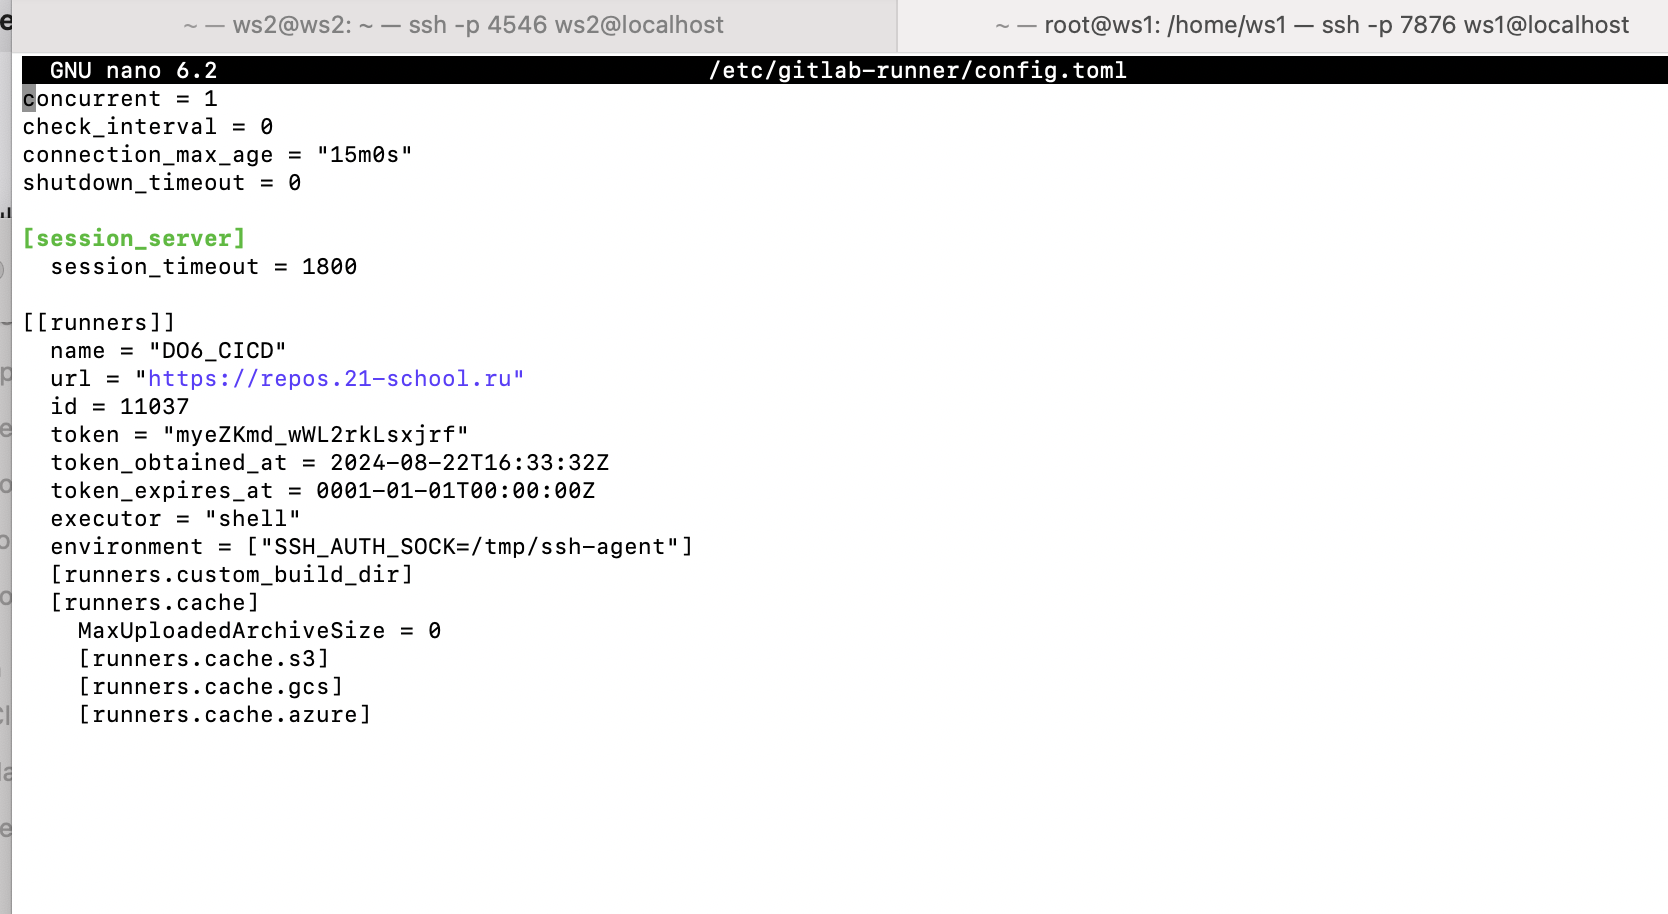 ~ — ws2@ws2: ~ — ssh -p 4546 ws2@localhost
~ — root@ws1: /home/ws1 — ssh -p 7876 ws1@localhost
GNU nano 6.2 /etc/gitlab-runner/config.toml
concurrent = 1
check_interval = 0
connection_max_age = "15m0s"
shutdown_timeout = 0
[session_server]
session_timeout = 1800
[[runners]]
name = "DO6_CICD"
url = "https://repos.21-school.ru"
id = 11037
token = "myeZKmd_wWL2rkLsxjrf"
token_obtained_at = 2024-08-22T16:33:32Z
token_expires_at = 0001-01-01T00:00:00Z
executor = "shell"
environment = ["SSH_AUTH_SOCK=/tmp/ssh-agent"]
[runners.custom_build_dir]
[runners.cache]
MaxUploadedArchiveSize = 0
[runners.cache.s3]
[runners.cache.gcs]
[runners.cache.azure]